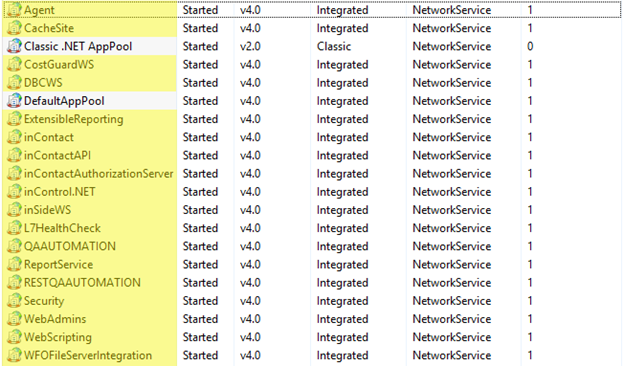 Agent Started v4.0 Integrated NetworkService 1
CacheSite Started v4.0 Integrated NetworkService 1
Classic .NET AppPool Started v2.0 Classic NetworkService 0
CostGuardWS Started v4.0 Integrated NetworkService 1
DBCWS Started v4.0 Integrated NetworkService 1
DefaultAppPool Started v4.0 Integrated NetworkService 1
ExtensibleReporting Started v4.0 Integrated NetworkService 1
inContact Started v4.0 Integrated NetworkService 1
inContactAPI Started v4.0 Integrated NetworkService 1
inContactAuthorizationServer Started v4.0 Integrated NetworkService 1
inControl.NET Started v4.0 Integrated NetworkService 1
inSideWS Started v4.0 Integrated NetworkService 1
L7HealthCheck Started v4.0 Integrated NetworkService 1
QAAUTOMATION Started v4.0 Integrated NetworkService 1
ReportService Started v4.0 Integrated NetworkService 1
RESTQAAUTOMATION Started v4.0 Integrated NetworkService 1
Security Started v4.0 Integrated NetworkService 1
WebAdmins Started v4.0 Integrated NetworkService 1
WebScripting Started v4.0 Integrated NetworkService 1
WFOFileServerIntegration Started v4.0 Integrated NetworkService 1